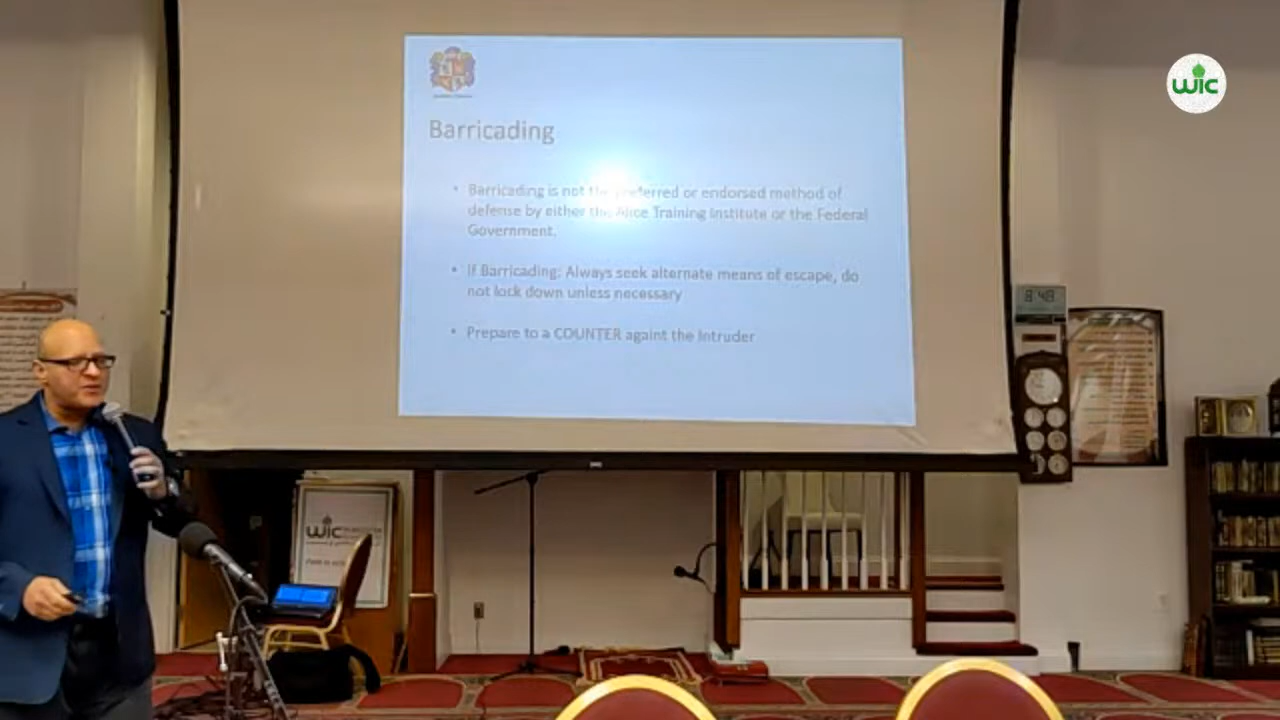 WIC
Barricading
• Barricading is not the preferred or endorsed method of
defense by either the Alice Training Institute or the Federal
Government.
• If Barricading: Always seek alternate means of escape, do
not lock down unless necessary
• Prepare to a COUNTER againt the Intruder
8:48
WIC